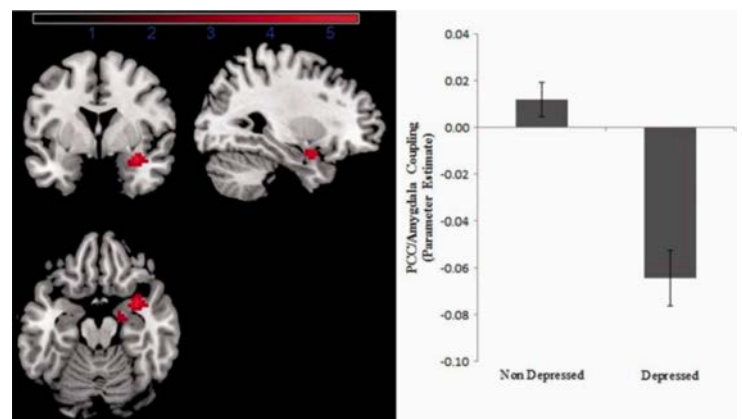 1 2 3 4 5
0.04
0.02
0.00
-0.02
-0.04
-0.06
-0.08
-0.10
PCC/Amygdala Coupling
(Parameter Estimate)
Non Depressed Depressed